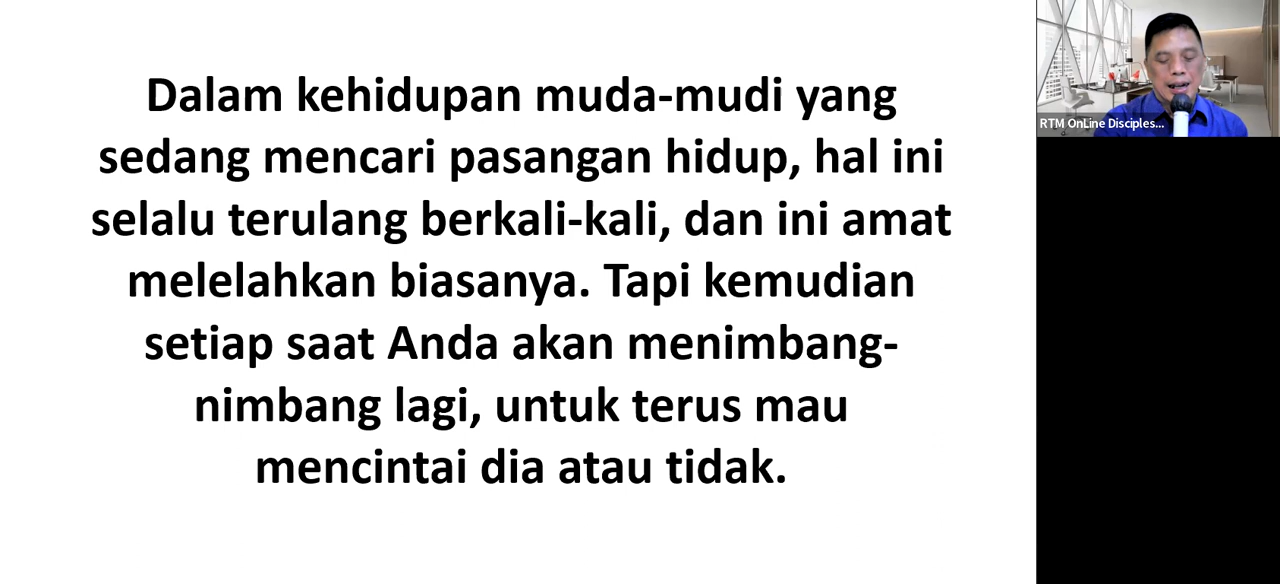 Dalam kehidupan muda-mudi yang
sedang mencari pasangan hidup, hal ini
selalu terulang berkali-kali, dan ini amat
melelahkan biasanya. Tapi kemudian
setiap saat Anda akan menimbang-
nimbang lagi, untuk terus mau
mencintai dia atau tidak.
RTM OnLine Disciples...